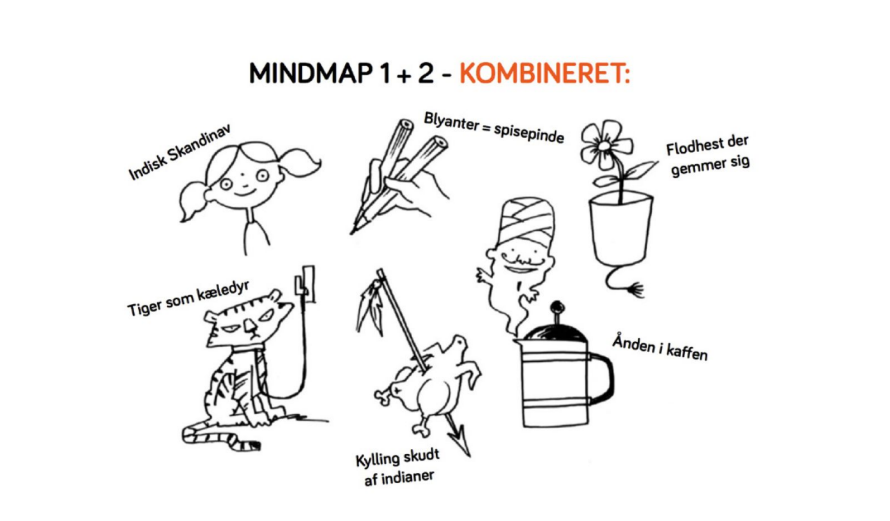 MINDMAP 1 + 2 - KOMBINERET:
Indisk Skandinav
Blyanter = spisepinde
Flodhest der
gemmer sig
Tiger som kæledyr
Kylling skudt
af indianer
Ånden i kaffen